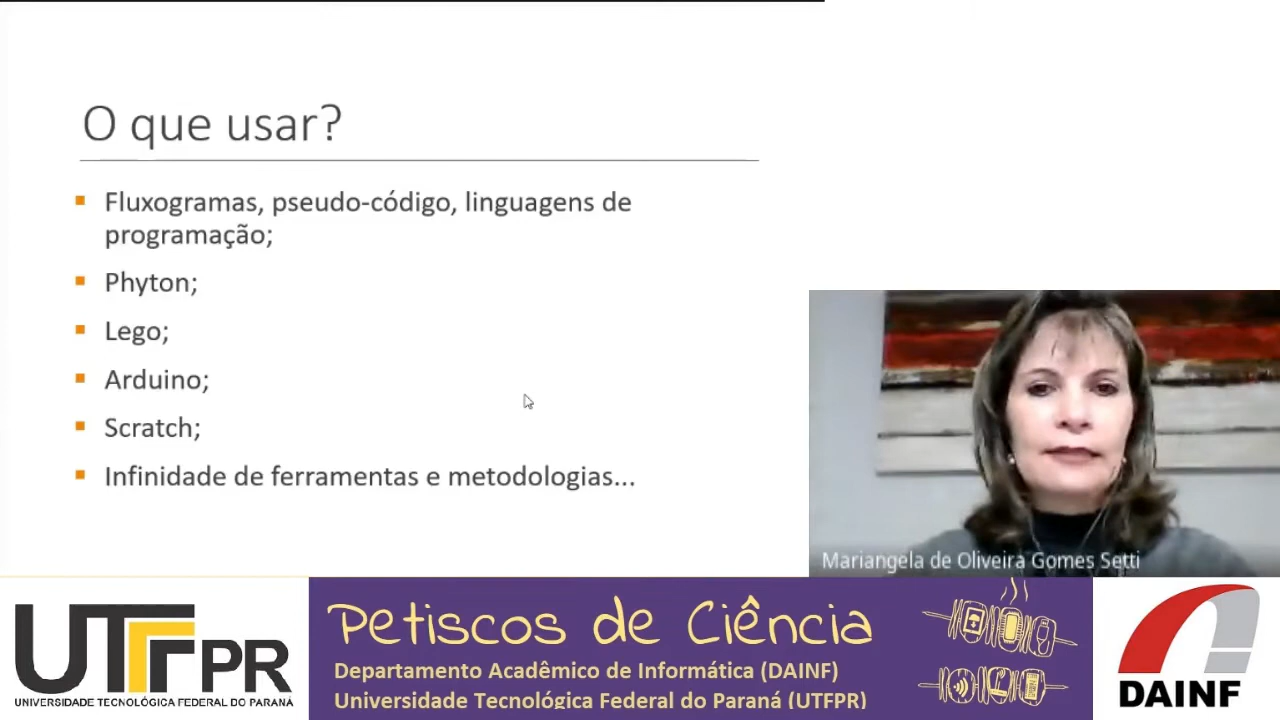 O que usar?
Fluxogramas, pseudo-código, linguagens de
programação;
Phyton;
Lego;
Arduino;
Scratch;
Infinidade de ferramentas e metodologias...
Mariangela de Oliveira Gomes Setti
UTFPR
UNIVERSIDADE TECNOLÓGICA FEDERAL DO PARANÁ
Petiscos de Ciência
Departamento Acadêmico de Informática (DAINF)
Universidade Tecnológica Federal do Paraná (UTFPR)
DAINF